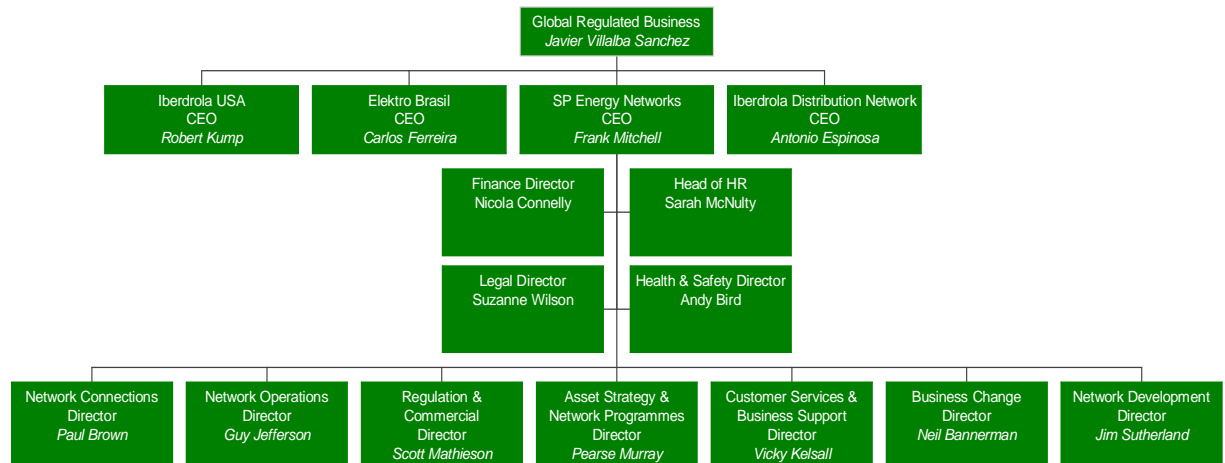 Global Regulated Business
Javier Villalba Sanchez
Iberdrola USA
CEO
Robert Kump
Elektro Brasil
CEO
Carlos Ferreira
SP Energy Networks
CEO
Frank Mitchell
Iberdrola Distribution Network
CEO
Antonio Espinosa
Finance Director
Nicola Connelly
Head of HR
Sarah McNulty
Legal Director
Suzanne Wilson
Health & Safety Director
Andy Bird
Network Connections
Director
Paul Brown
Network Operations
Director
Guy Jefferson
Regulation &
Commercial
Director
Scott Mathieson
Asset Strategy &
Network Programmes
Director
Pearse Murray
Customer Services &
Business Support
Director
Vicky Kelsall
Business Change
Director
Neil Bannerman
Network Development
Director
Jim Sutherland